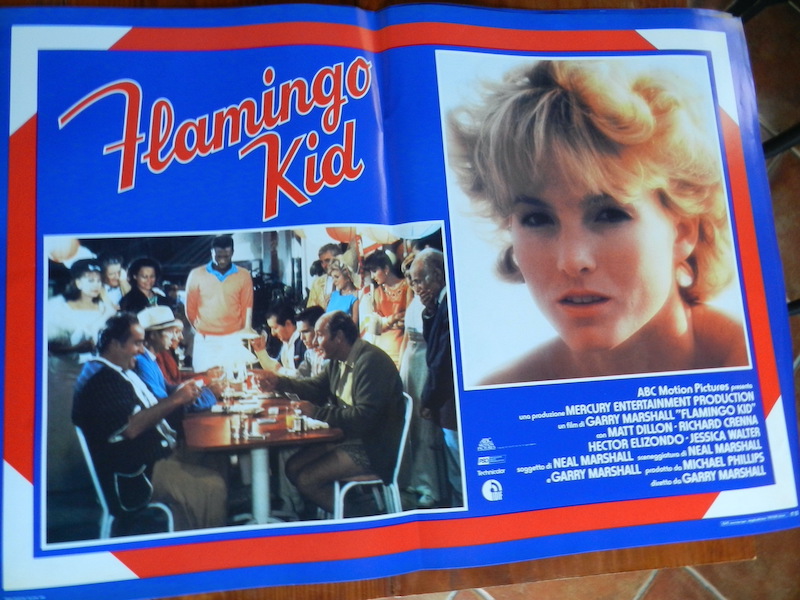 Flamingo
Kid
ABC Motion Pictures presenta
una produzione MERCURY ENTERTAINMENT PRODUCTION
un film di GARRY MARSHALL "FLAMINGO KID"
con MATT DILLON · RICHARD CRENNA
HECTOR ELIZONDO · JESSICA WALTER
soggetto di NEAL MARSHALL sceneggiatura di NEAL MARSHALL
e GARRY MARSHALL prodotto da MICHAEL PHILLIPS
diretto da GARRY MARSHALL
Technicolor